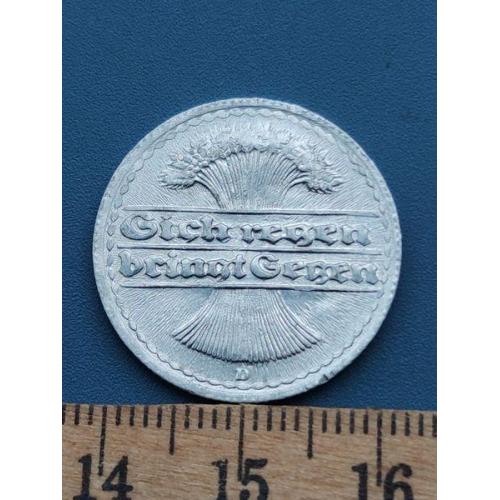 Sich regen
bringt Segen
D
14 15 16